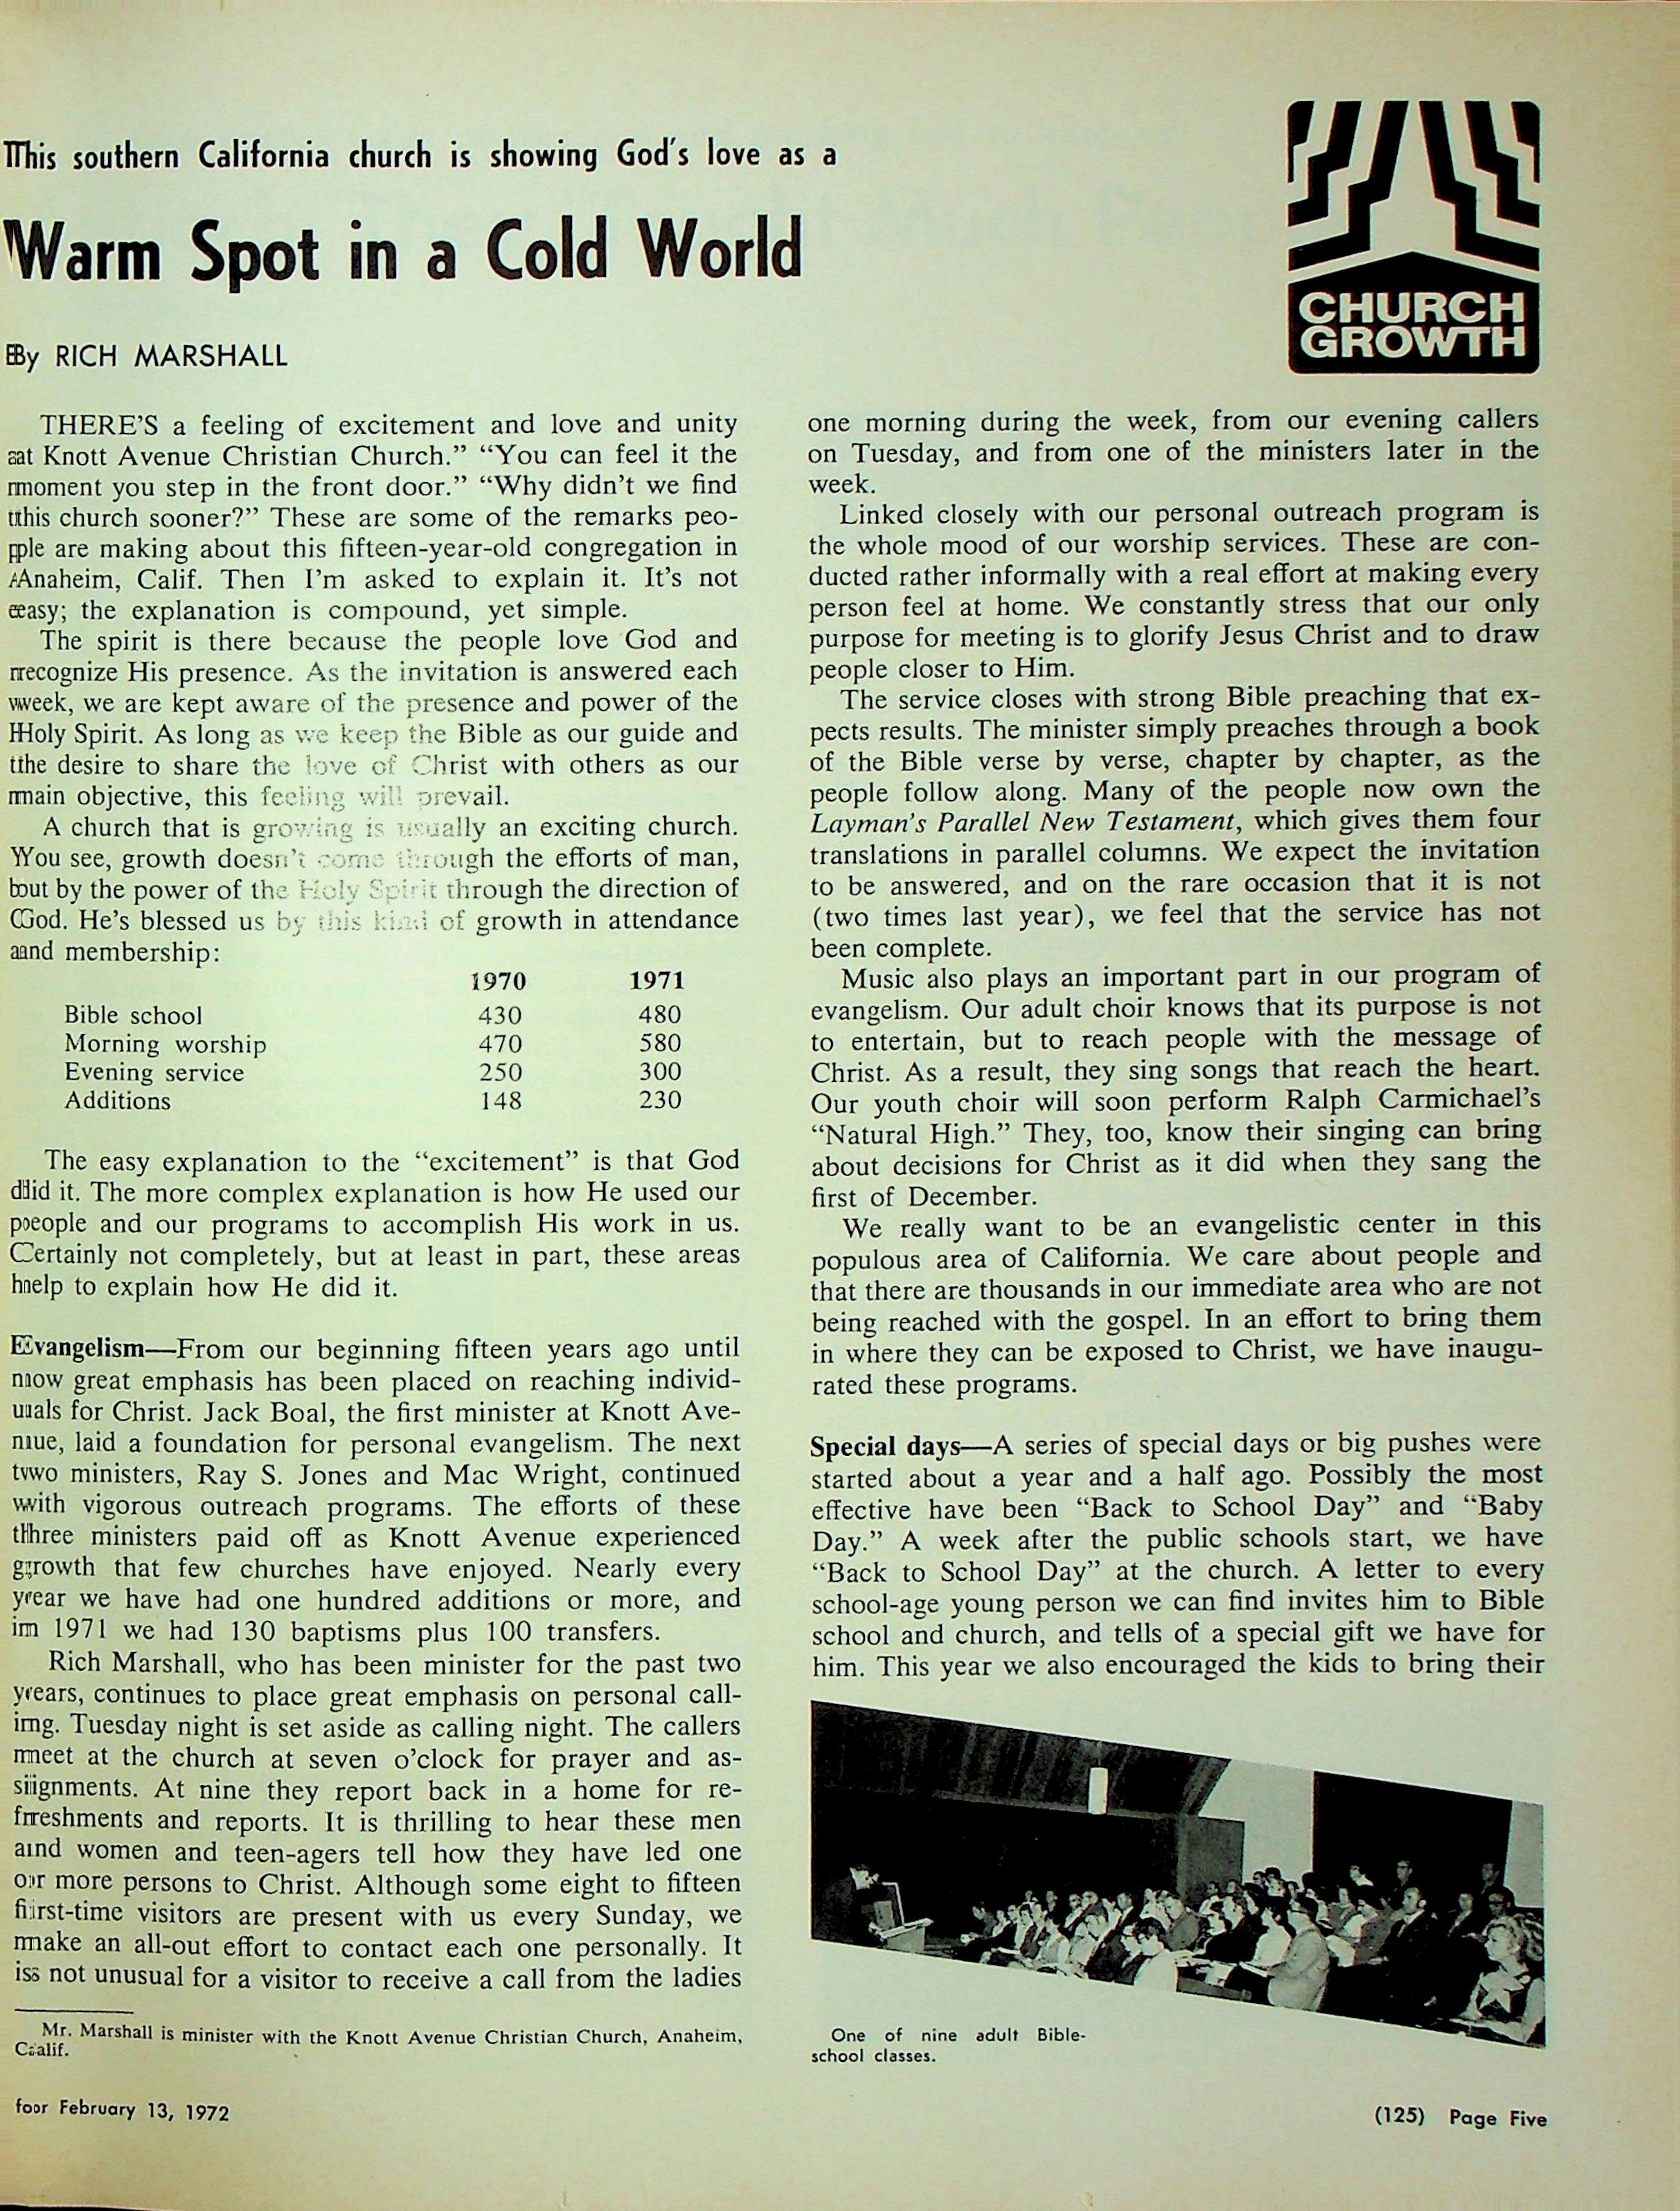 This southern California church is showing God's love as a
Warm Spot in a Cold World
By RICH MARSHALL
CHURCH
GROWTH
THERE'S a feeling of excitement and love and unity
at Knott Avenue Christian Church.” “You can feel it the
moment you step in the front door.” “Why didn't we find
this church sooner?” These are some of the remarks peo-
ple are making about this fifteen-year-old congregation in
Anaheim, Calif. Then I'm asked to explain it. It's not
easy; the explanation is compound, yet simple.
The spirit is there because the people love God and
recognize His presence. As the invitation is answered each
week, we are kept aware of the presence and power of the
Holy Spirit. As long as we keep the Bible as our guide and
the desire to share the love of Christ with others as our
main objective, this feeling will prevail.
A church that is growing is usually an exciting church.
You see, growth doesn't come through the efforts of man,
but by the power of the Holy Spirit through the direction of
God. He's blessed us by this kind of growth in attendance
and membership:
1970 1971
Bible school 430 480
Morning worship 470 580
Evening service 250 300
Additions 148 230
The easy explanation to the “excitement” is that God
did it. The more complex explanation is how He used our
people and our programs to accomplish His work in us.
Certainly not completely, but at least in part, these areas
help to explain how He did it.
Evangelism—From our beginning fifteen years ago until
now great emphasis has been placed on reaching individ-
uals for Christ. Jack Boal, the first minister at Knott Ave-
nue, laid a foundation for personal evangelism. The next
two ministers, Ray S. Jones and Mac Wright, continued
with vigorous outreach programs. The efforts of these
three ministers paid off as Knott Avenue experienced
growth that few churches have enjoyed. Nearly every
year we have had one hundred additions or more, and
in 1971 we had 130 baptisms plus 100 transfers.
Rich Marshall, who has been minister for the past two
years, continues to place great emphasis on personal call-
ing. Tuesday night is set aside as calling night. The callers
meet at the church at seven o'clock for prayer and as-
signments. At nine they report back in a home for re-
freshments and reports. It is thrilling to hear these men
and women and teen-agers tell how they have led one
or more persons to Christ. Although some eight to fifteen
first-time visitors are present with us every Sunday, we
make an all-out effort to contact each one personally. It
is not unusual for a visitor to receive a call from the ladies
Mr. Marshall is minister with the Knott Avenue Christian Church, Anaheim,
Calif.
one morning during the week, from our evening callers
on Tuesday, and from one of the ministers later in the
week.
Linked closely with our personal outreach program is
the whole mood of our worship services. These are con-
ducted rather informally with a real effort at making every
person feel at home. We constantly stress that our only
purpose for meeting is to glorify Jesus Christ and to draw
people closer to Him.
The service closes with strong Bible preaching that ex-
pects results. The minister simply preaches through a book
of the Bible verse by verse, chapter by chapter, as the
people follow along. Many of the people now own the
Layman's Parallel New Testament, which gives them four
translations in parallel columns. We expect the invitation
to be answered, and on the rare occasion that it is not
(two times last year), we feel that the service has not
been complete.
Music also plays an important part in our program of
evangelism. Our adult choir knows that its purpose is not
to entertain, but to reach people with the message of
Christ. As a result, they sing songs that reach the heart.
Our youth choir will soon perform Ralph Carmichael's
“Natural High.” They, too, know their singing can bring
about decisions for Christ as it did when they sang the
first of December.
We really want to be an evangelistic center in this
populous area of California. We care about people and
that there are thousands in our immediate area who are not
being reached with the gospel. In an effort to bring them
in where they can be exposed to Christ, we have inaugu-
rated these programs.
Special days—A series of special days or big pushes were
started about a year and a half ago. Possibly the most
effective have been “Back to School Day” and “Baby
Day.” A week after the public schools start, we have
“Back to School Day” at the church. A letter to every
school-age young person we can find invites him to Bible
school and church, and tells of a special gift we have for
him. This year we also encouraged the kids to bring their
One of nine adult Bible-
school classes.
for February 13, 1972
(125) Page Five